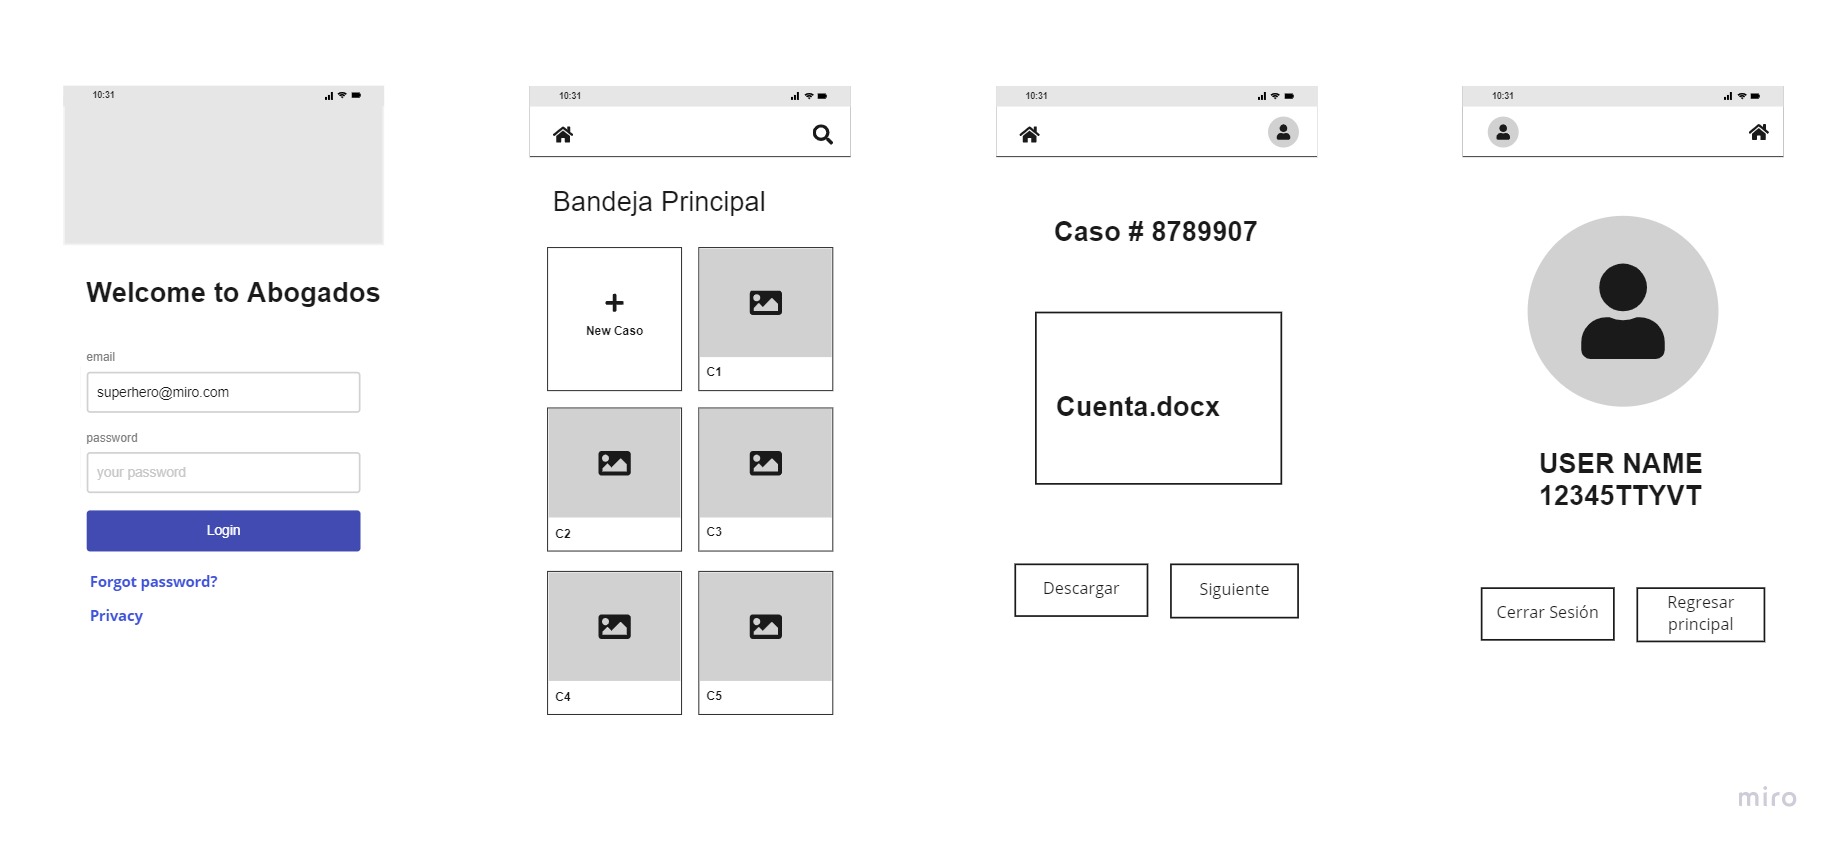 10:31
Welcome to Abogados
email
superhero@miro.com
password
your password
Login
Forgot password?
Privacy
10:31
Bandeja Principal
New Caso
C1
C2
C3
C4
C5
10:31
Caso # 8789907
Cuenta.docx
Descargar
Siguiente
10:31
USER NAME
12345TTYVT
Cerrar Sesión
Regresar
principal
miro